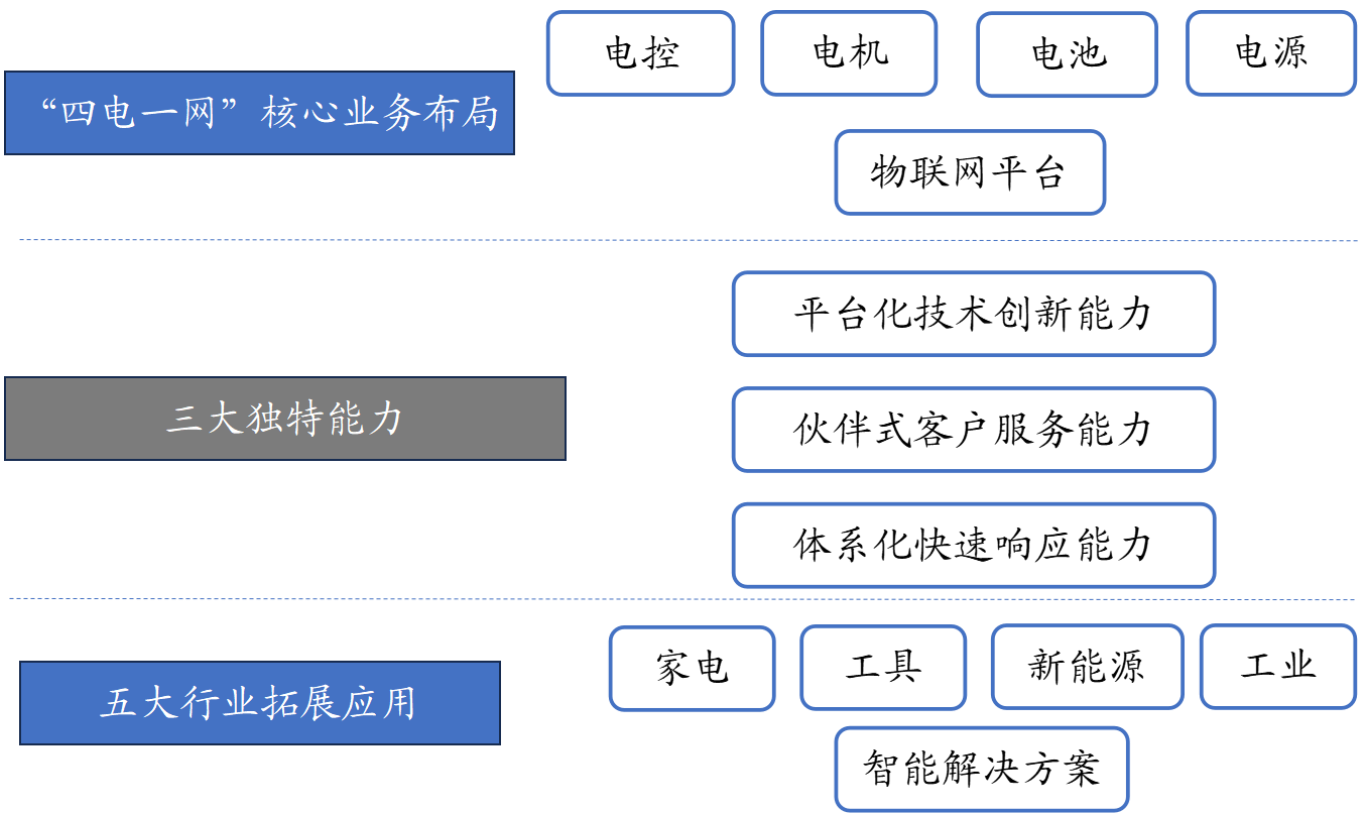 电控
电机
电池
电源
“四电一网”核心业务布局
物联网平台
平台化技术创新能力
三大独特能力
伙伴式客户服务能力
体系化快速响应能力
家电
工具
新能源
工业
五大行业拓展应用
智能解决方案